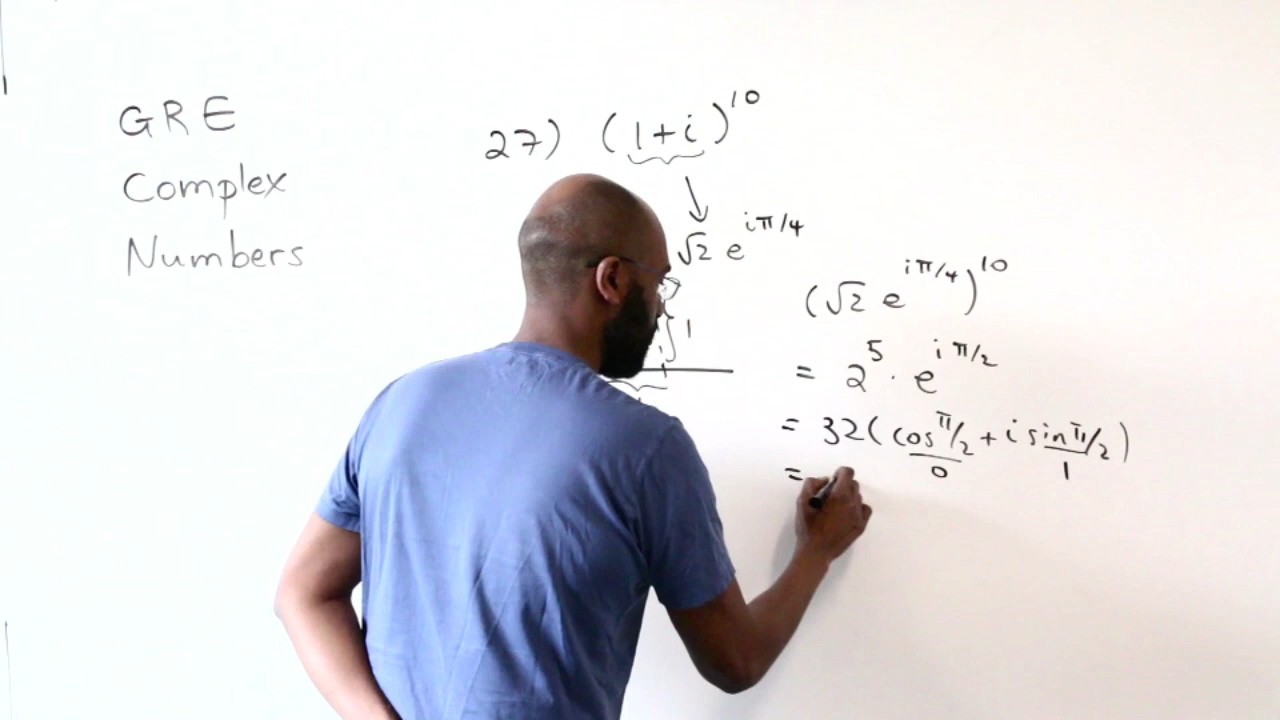 GRE
Complex
Numbers
27) (1+i)^10
√2 e^iπ/4
1
(√2 e^iπ/4)^10
= 2^5 · e^i π/2
= 32(cos π/2 + i sin π/2)
0 1
=